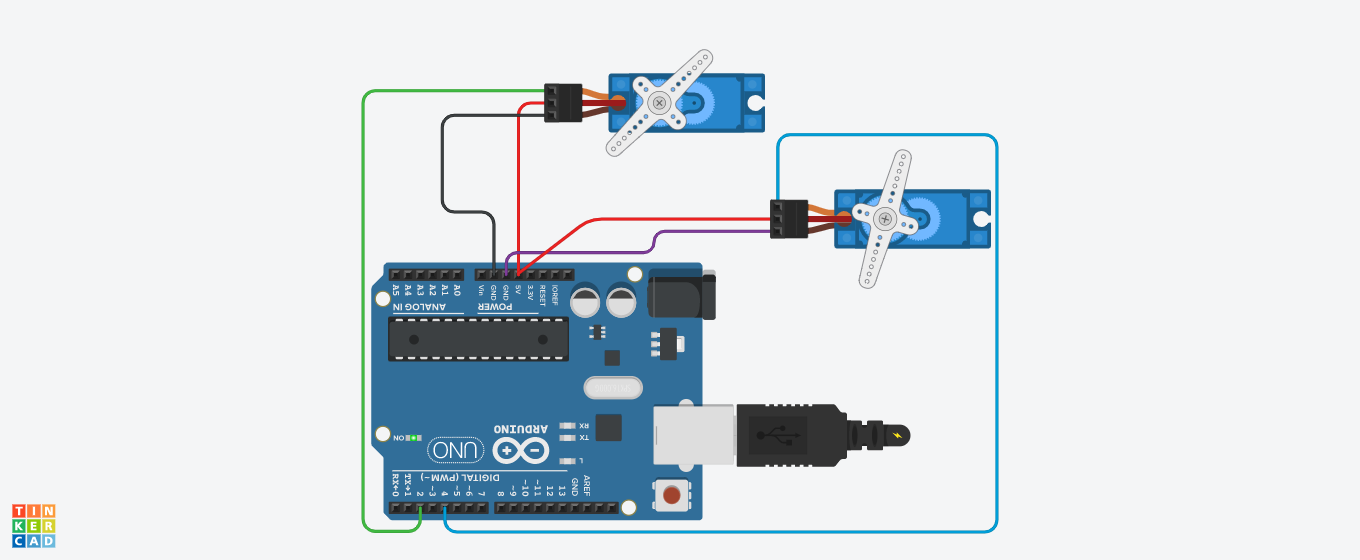 Vin
GND
GND
5V
3.3V
RESET
IOREF
A5
A4
A3
A2
A1
A0
ANALOG IN
POWER
ARDUINO
RX
TX
L
ON
UNO
DIGITAL (PWM~)
RX←0
TX→1
2
~3
4
~5
~6
7
8
~9
~10
~11
12
13
GND
AREF
TIN
KER
CAD